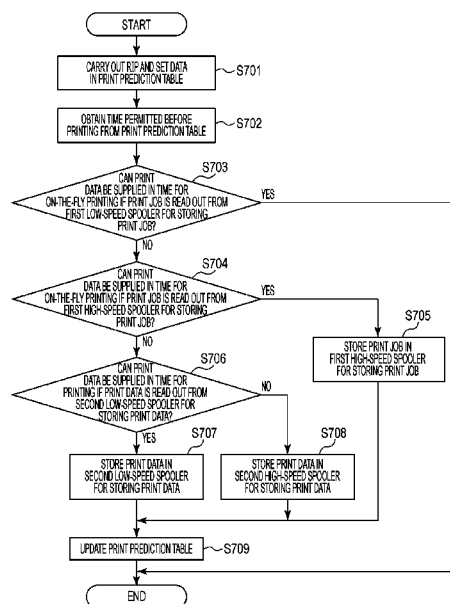 START
CARRY OUT RIP AND SET DATA
IN PRINT PREDICTION TABLE
S701
OBTAIN TIME PERMITTED BEFORE
PRINTING FROM PRINT PREDICTION TABLE
S702
S703
CAN PRINT
DATA BE SUPPLIED IN TIME FOR
ON-THE-FLY PRINTING IF PRINT JOB IS READ OUT FROM
FIRST LOW-SPEED SPOOLER FOR STORING
PRINT JOB?
YES
NO
S704
CAN PRINT
DATA BE SUPPLIED IN TIME FOR
ON-THE-FLY PRINTING IF PRINT JOB IS READ OUT FROM
FIRST HIGH-SPEED SPOOLER FOR STORING
PRINT JOB?
YES
NO
S705
STORE PRINT JOB IN
FIRST HIGH-SPEED SPOOLER
FOR STORING PRINT JOB
S706
CAN PRINT
DATA BE SUPPLIED IN TIME FOR
PRINTING IF PRINT DATA IS READ OUT FROM
SECOND LOW-SPEED SPOOLER FOR
STORING PRINT DATA?
NO
YES
S707
STORE PRINT DATA IN
SECOND LOW-SPEED SPOOLER
FOR STORING PRINT DATA
S708
STORE PRINT DATA IN
SECOND HIGH-SPEED SPOOLER
FOR STORING PRINT DATA
UPDATE PRINT PREDICTION TABLE
S709
END